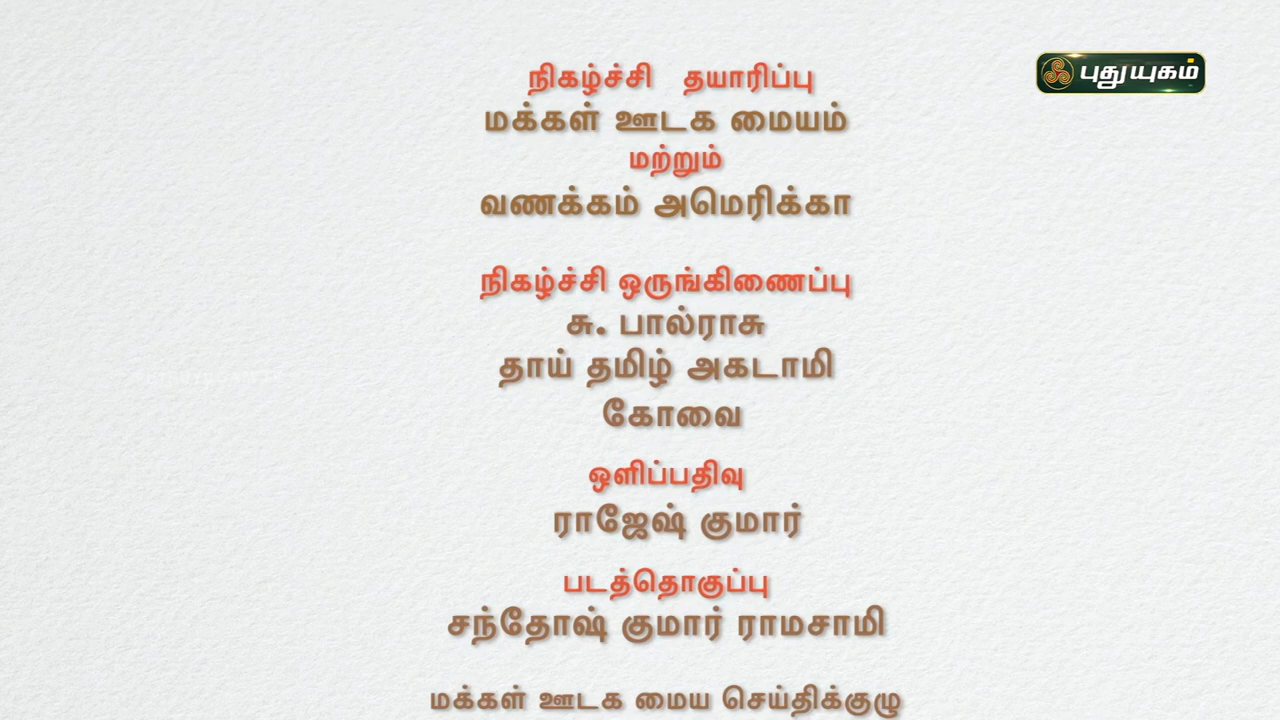 புதுயுகம்
நிகழ்ச்சி தயாரிப்பு
மக்கள் ஊடக மையம்
மற்றும்
வணக்கம் அமெரிக்கா
நிகழ்ச்சி ஒருங்கிணைப்பு
சு. பால்ராசு
தாய் தமிழ் அகடாமி
கோவை
ஒளிப்பதிவு
ராஜேஷ் குமார்
படத்தொகுப்பு
சந்தோஷ் குமார் ராமசாமி
மக்கள் ஊடக மைய செய்திக்குழு